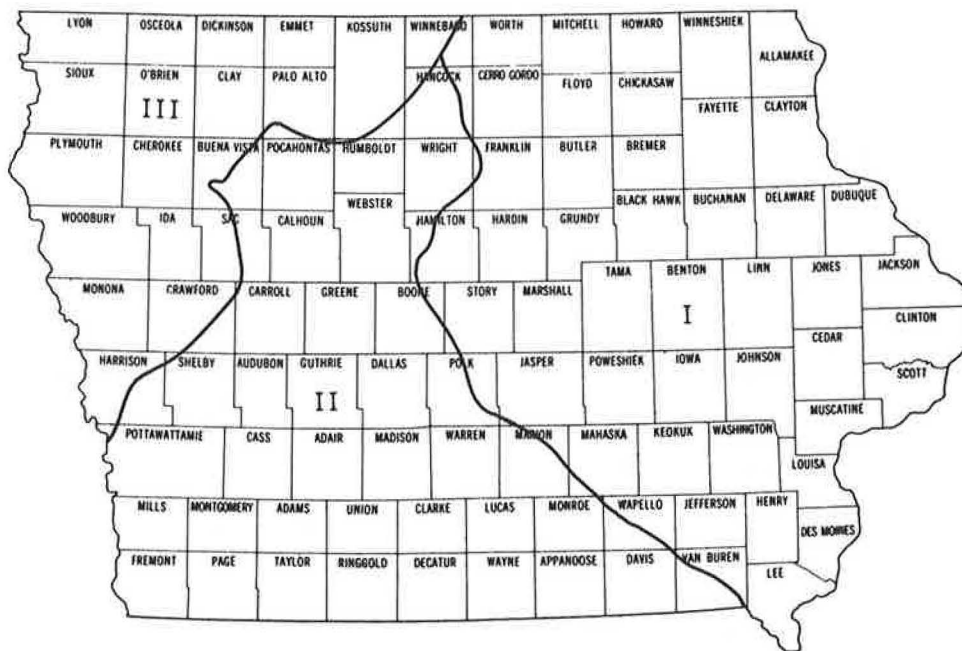 LYON OSCEOLA DICKINSON EMMET KOSSUTH WINNEBAGO WORTH MITCHELL HOWARD WINNESHIEK
ALLAMAKEE
SIOUX O'BRIEN CLAY PALO ALTO HANCOCK CERRO GORDO FLOYD CHICKASAW
III
FAYETTE CLAYTON
PLYMOUTH CHEROKEE BUENA VISTA POCAHONTAS HUMBOLDT WRIGHT FRANKLIN BUTLER BREMER
WEBSTER BLACK HAWK BUCHANAN DELAWARE DUBUQUE
WOODBURY IDA SAC CALHOUN HAMILTON HARDIN GRUNDY
TAMA BENTON LINN JONES JACKSON
MONONA CRAWFORD CARROLL GREENE BOONE STORY MARSHALL
I
CLINTON
CEDAR
HARRISON SHELBY AUDUBON GUTHRIE DALLAS POLK JASPER POWESHIEK IOWA JOHNSON
SCOTT
II
MUSCATINE
POTTAWATTAMIE CASS ADAIR MADISON WARREN MARION MAHASKA KEOKUK WASHINGTON
LOUISA
MILLS MONTGOMERY ADAMS UNION CLARKE LUCAS MONROE WAPELLO JEFFERSON HENRY
DES MOINES
FREMONT PAGE TAYLOR RINGGOLD DECATUR WAYNE APPANOOSE DAVIS VAN BUREN
LEE